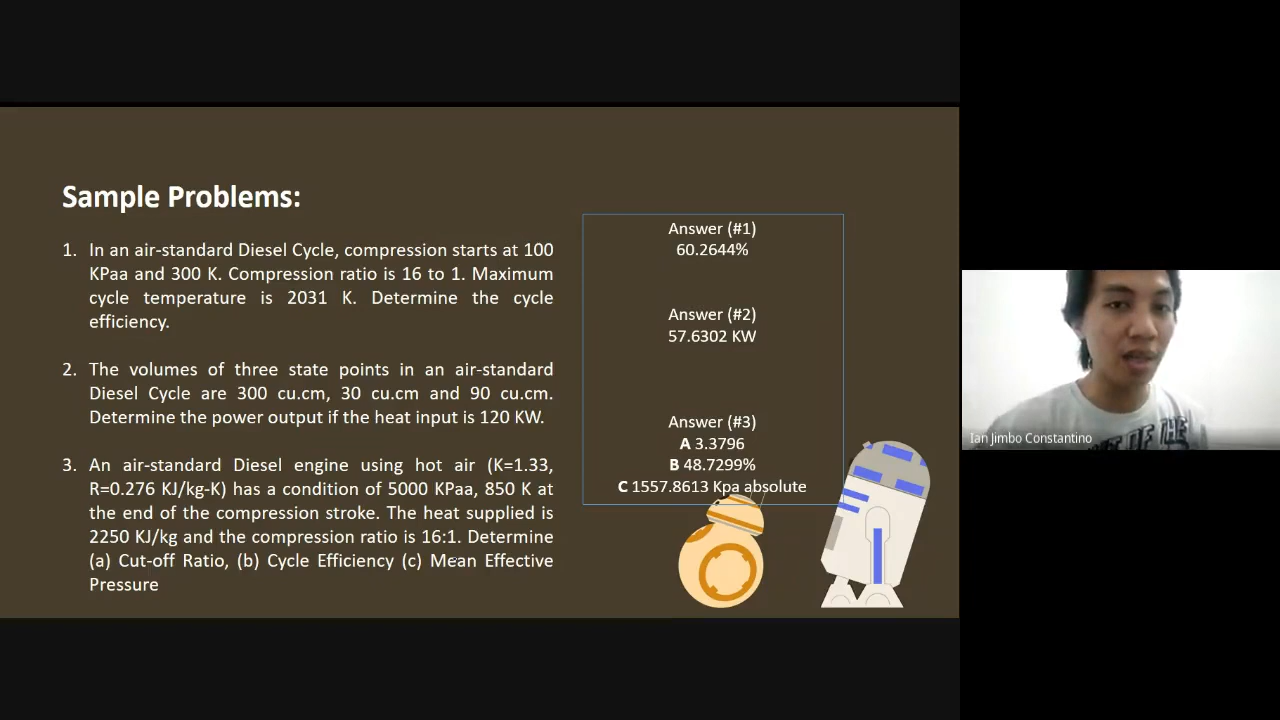 Sample Problems:
1. In an air-standard Diesel Cycle, compression starts at 100
KPaa and 300 K. Compression ratio is 16 to 1. Maximum
cycle temperature is 2031 K. Determine the cycle
efficiency.
2. The volumes of three state points in an air-standard
Diesel Cycle are 300 cu.cm, 30 cu.cm and 90 cu.cm.
Determine the power output if the heat input is 120 KW.
3. An air-standard Diesel engine using hot air (K=1.33,
R=0.276 KJ/kg-K) has a condition of 5000 KPaa, 850 K at
the end of the compression stroke. The heat supplied is
2250 KJ/kg and the compression ratio is 16:1. Determine
(a) Cut-off Ratio, (b) Cycle Efficiency (c) Mean Effective
Pressure
Answer (#1)
60.2644%
Answer (#2)
57.6302 KW
Answer (#3)
A 3.3796
B 48.7299%
C 1557.8613 Kpa absolute
Ian Jimbo Constantino